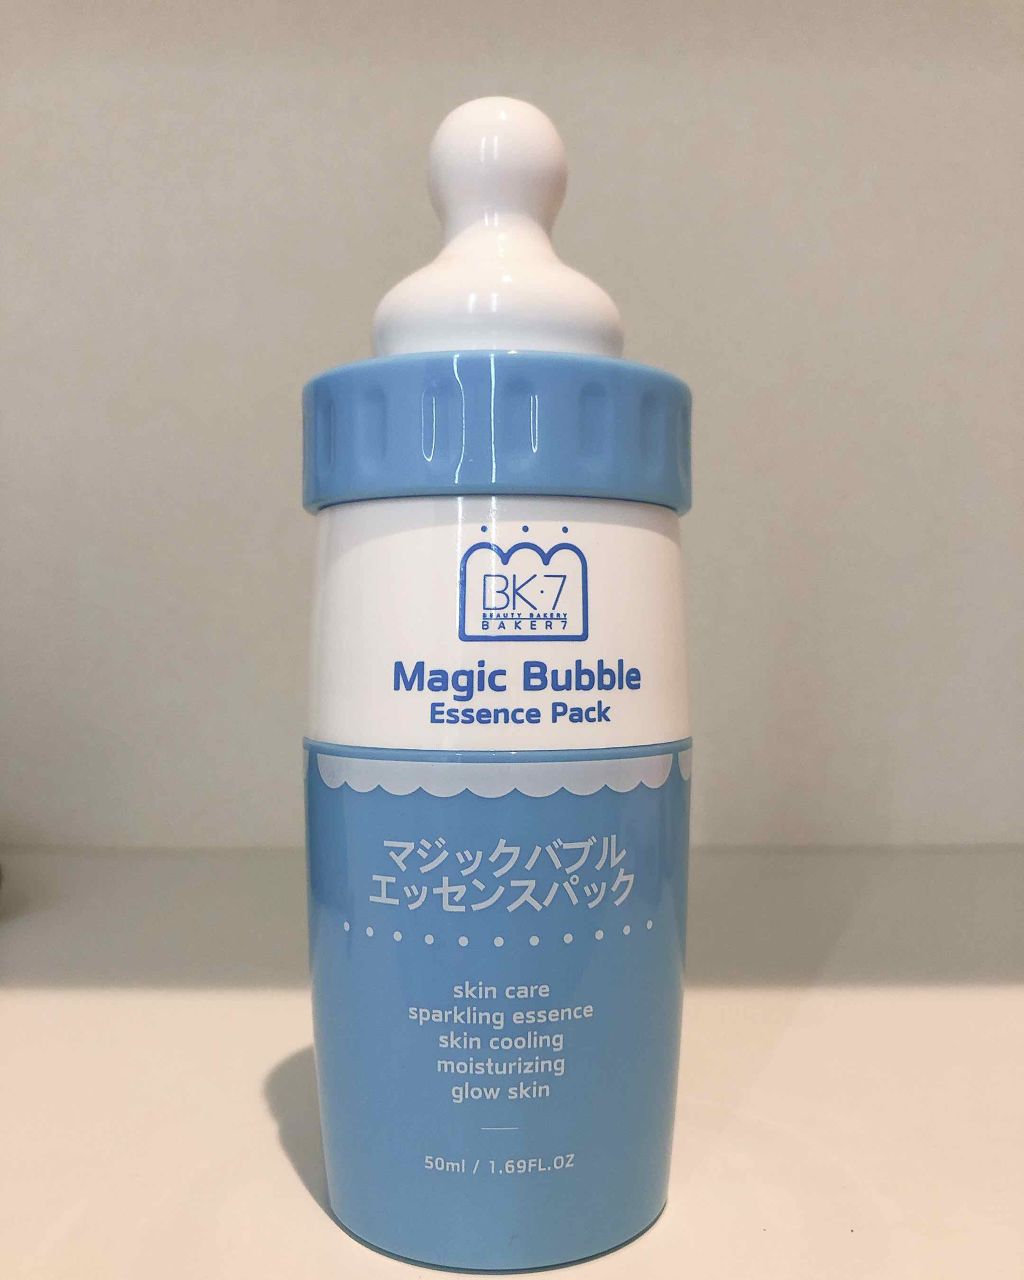 BK·7
BEAUTY BAKERY
BAKER7
Magic Bubble
Essence Pack
マジックバブル
エッセンスパック
skin care
sparkling essence
skin cooling
moisturizing
glow skin
50ml / 1.69FL.OZ